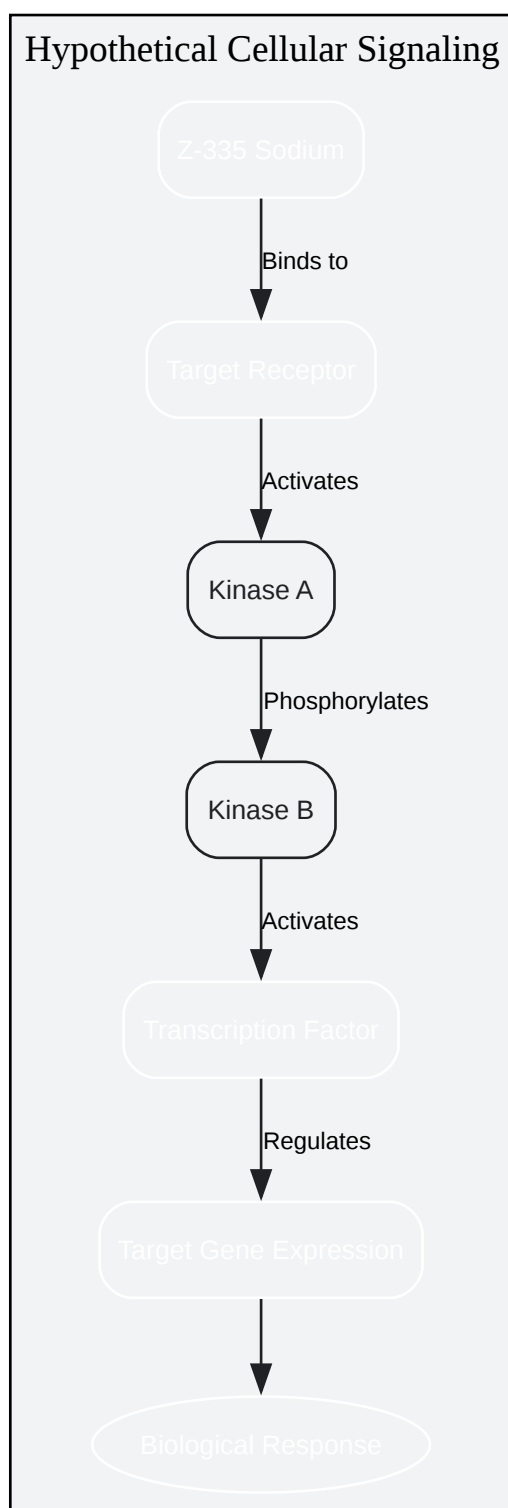 Hypothetical Cellular Signaling
Z-335 Sodium
Binds to
Target Receptor
Activates
Kinase A
Phosphorylates
Kinase B
Activates
Transcription Factor
Regulates
Target Gene Expression
Biological Response